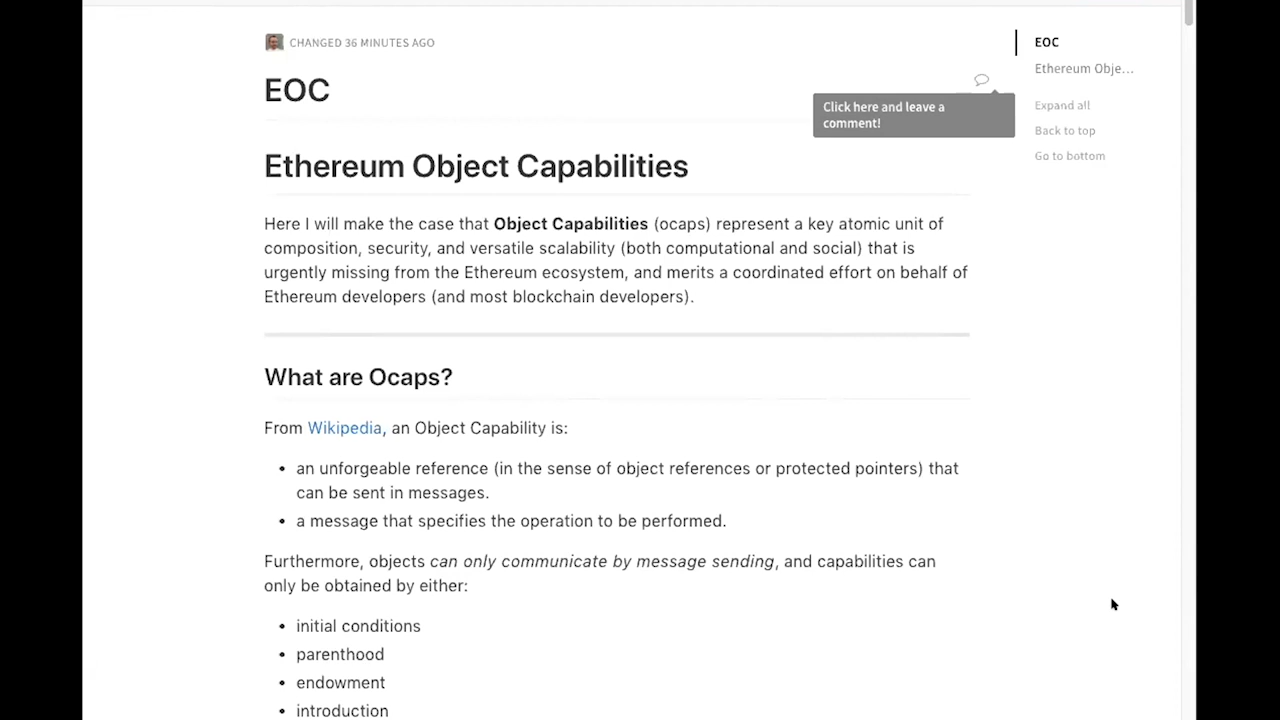 CHANGED 36 MINUTES AGO
EOC
Click here and leave a
comment!
Ethereum Object Capabilities
Here I will make the case that Object Capabilities (ocaps) represent a key atomic unit of
composition, security, and versatile scalability (both computational and social) that is
urgently missing from the Ethereum ecosystem, and merits a coordinated effort on behalf of
Ethereum developers (and most blockchain developers).
What are Ocaps?
From Wikipedia, an Object Capability is:
• an unforgeable reference (in the sense of object references or protected pointers) that
can be sent in messages.
• a message that specifies the operation to be performed.
Furthermore, objects can only communicate by message sending, and capabilities can
only be obtained by either:
• initial conditions
• parenthood
• endowment
• introduction
EOC
Ethereum Obje...
Expand all
Back to top
Go to bottom